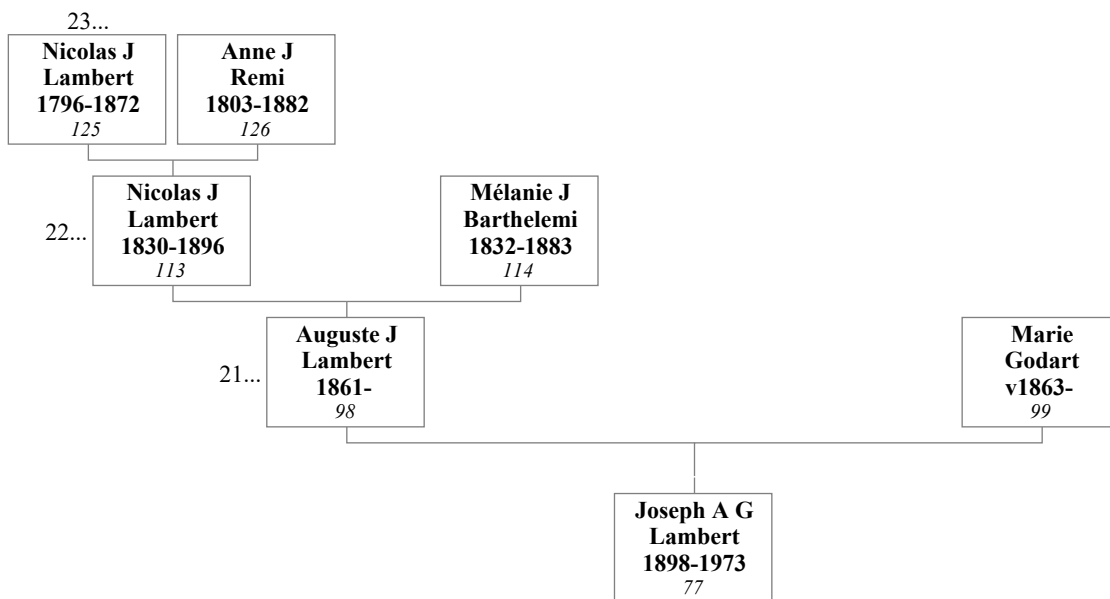 23...
Nicolas J
Lambert
1796-1872
125
Anne J
Remi
1803-1882
126
22...
Nicolas J
Lambert
1830-1896
113
Mélanie J
Barthelemi
1832-1883
114
21...
Auguste J
Lambert
1861-
98
Marie
Godart
v1863-
99
Joseph A G
Lambert
1898-1973
77